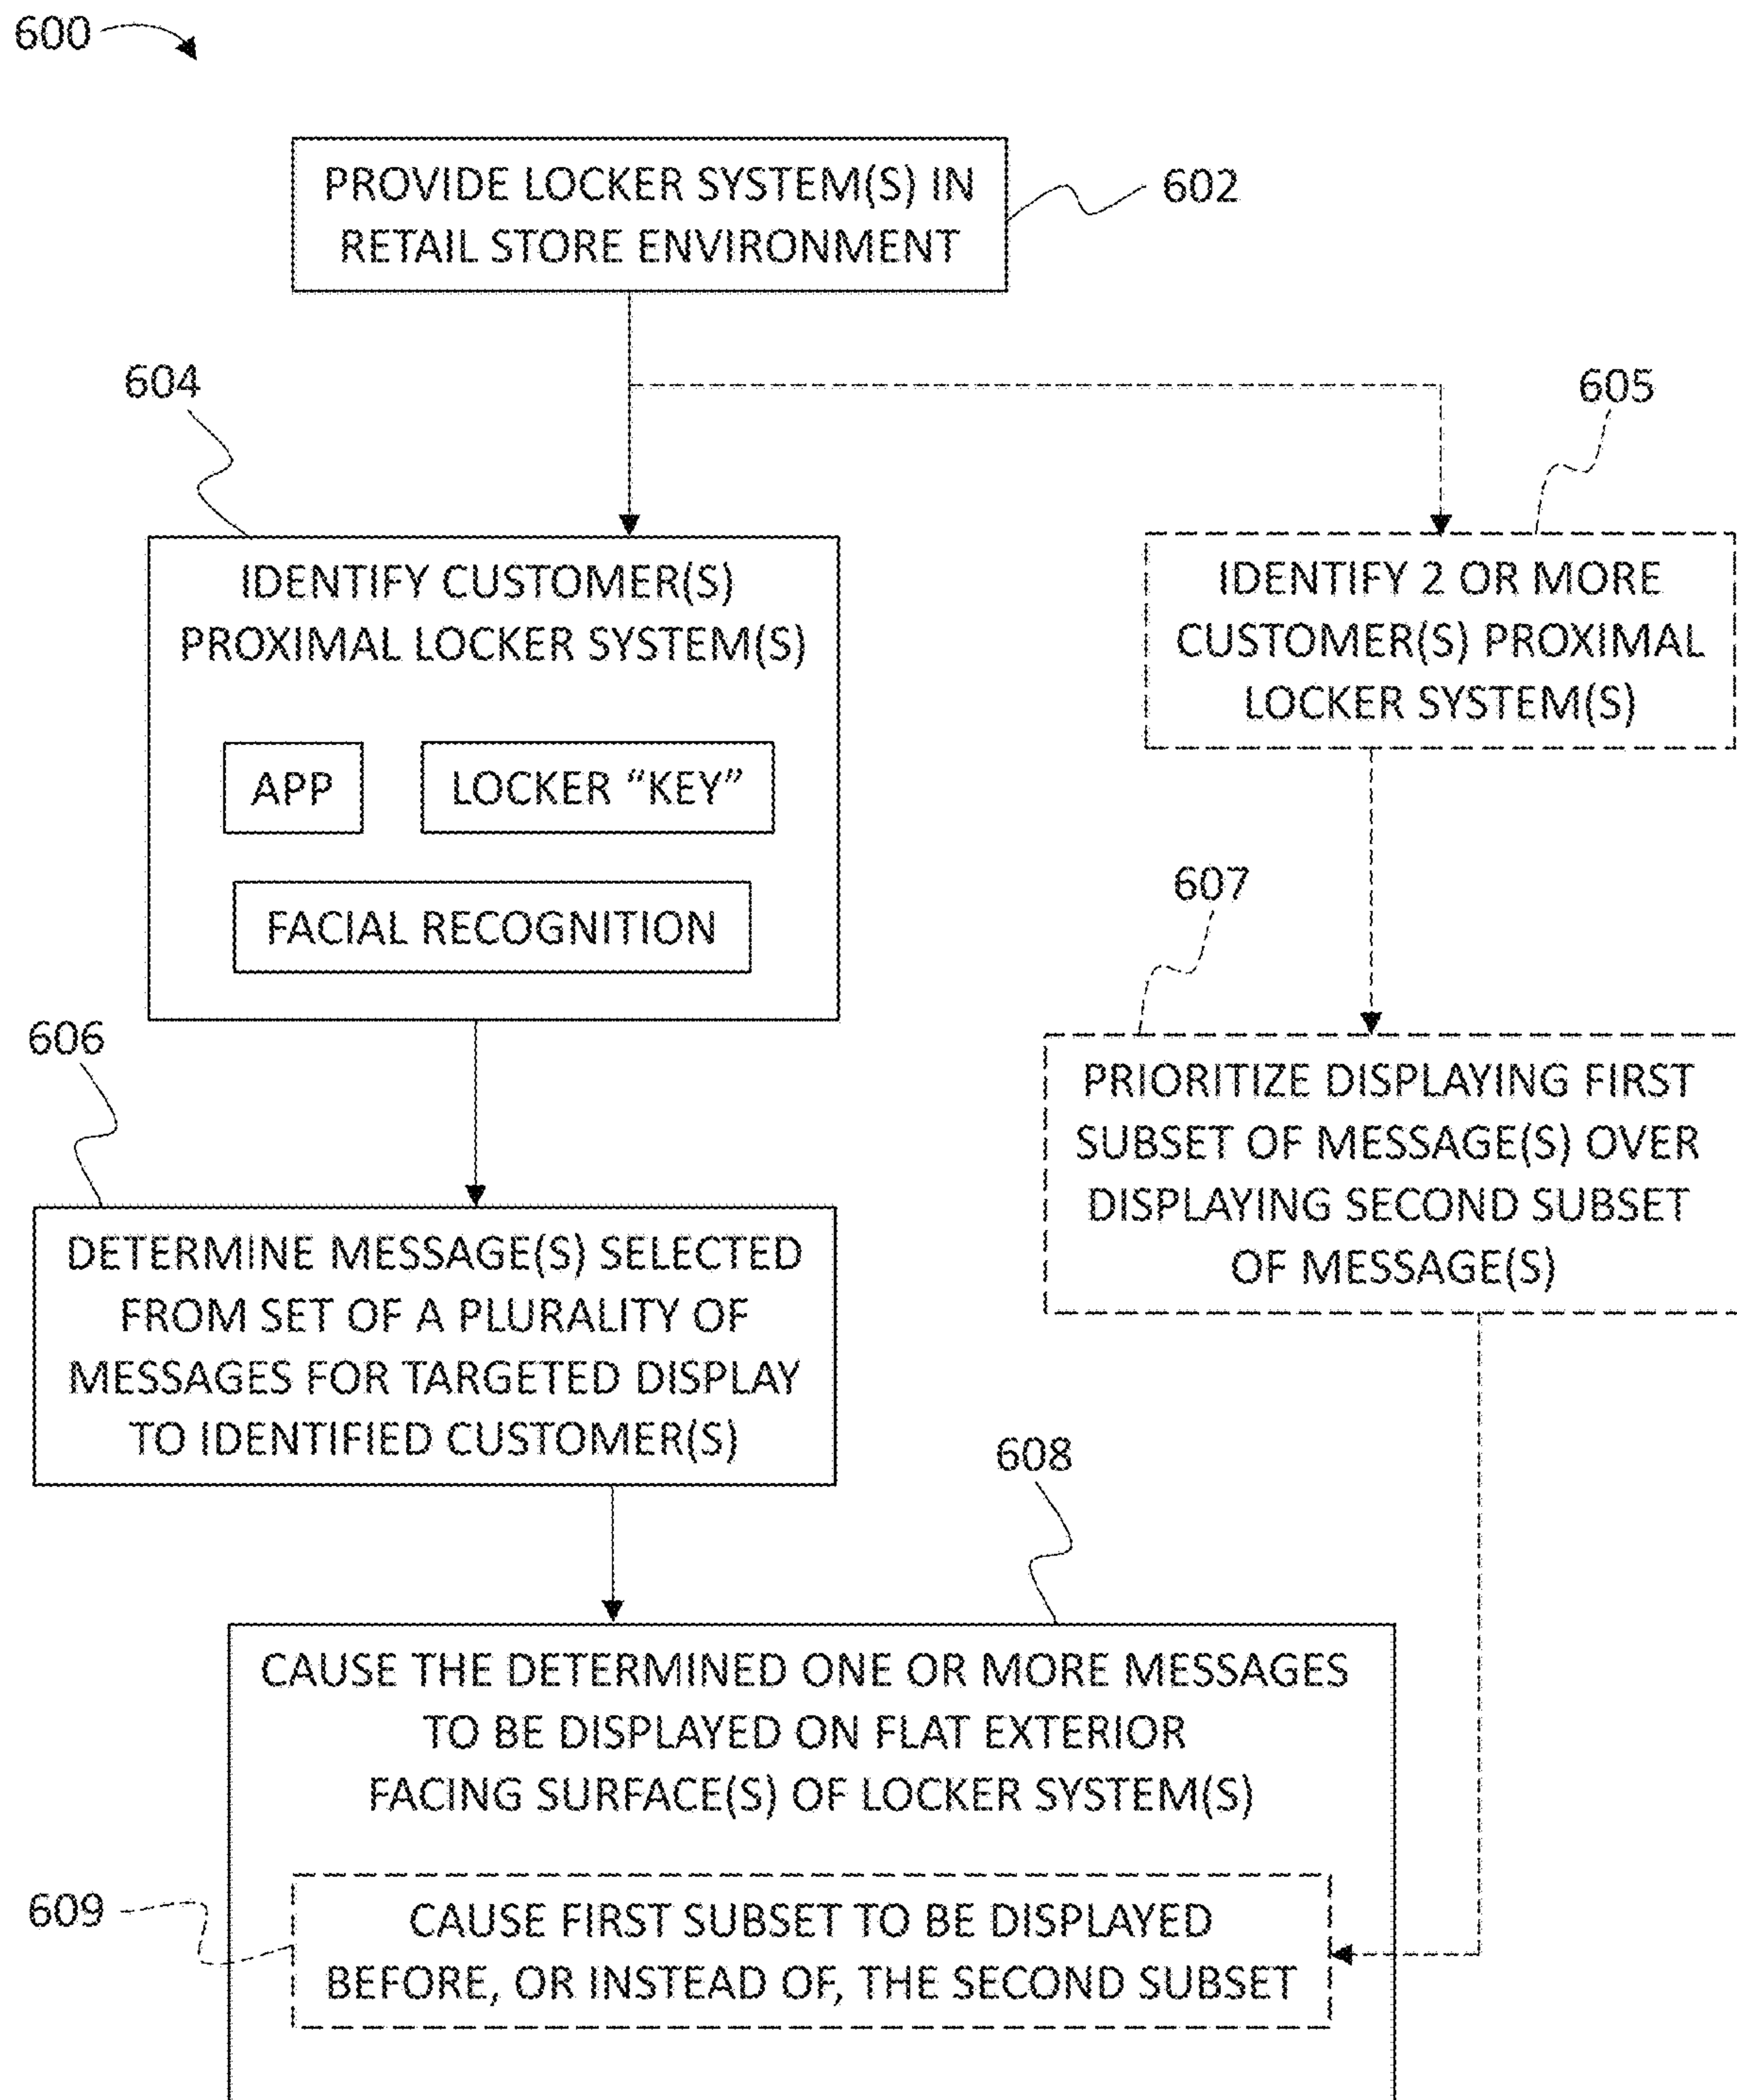 600
PROVIDE LOCKER SYSTEM(S) IN
RETAIL STORE ENVIRONMENT
602
604
605
IDENTIFY CUSTOMER(S)
PROXIMAL LOCKER SYSTEM(S)
APP
LOCKER “KEY”
FACIAL RECOGNITION
IDENTIFY 2 OR MORE
CUSTOMER(S) PROXIMAL
LOCKER SYSTEM(S)
607
PRIORITIZE DISPLAYING FIRST
SUBSET OF MESSAGE(S) OVER
DISPLAYING SECOND SUBSET
OF MESSAGE(S)
606
DETERMINE MESSAGE(S) SELECTED
FROM SET OF A PLURALITY OF
MESSAGES FOR TARGETED DISPLAY
TO IDENTIFIED CUSTOMER(S)
608
CAUSE THE DETERMINED ONE OR MORE MESSAGES
TO BE DISPLAYED ON FLAT EXTERIOR
FACING SURFACE(S) OF LOCKER SYSTEM(S)
609
CAUSE FIRST SUBSET TO BE DISPLAYED
BEFORE, OR INSTEAD OF, THE SECOND SUBSET